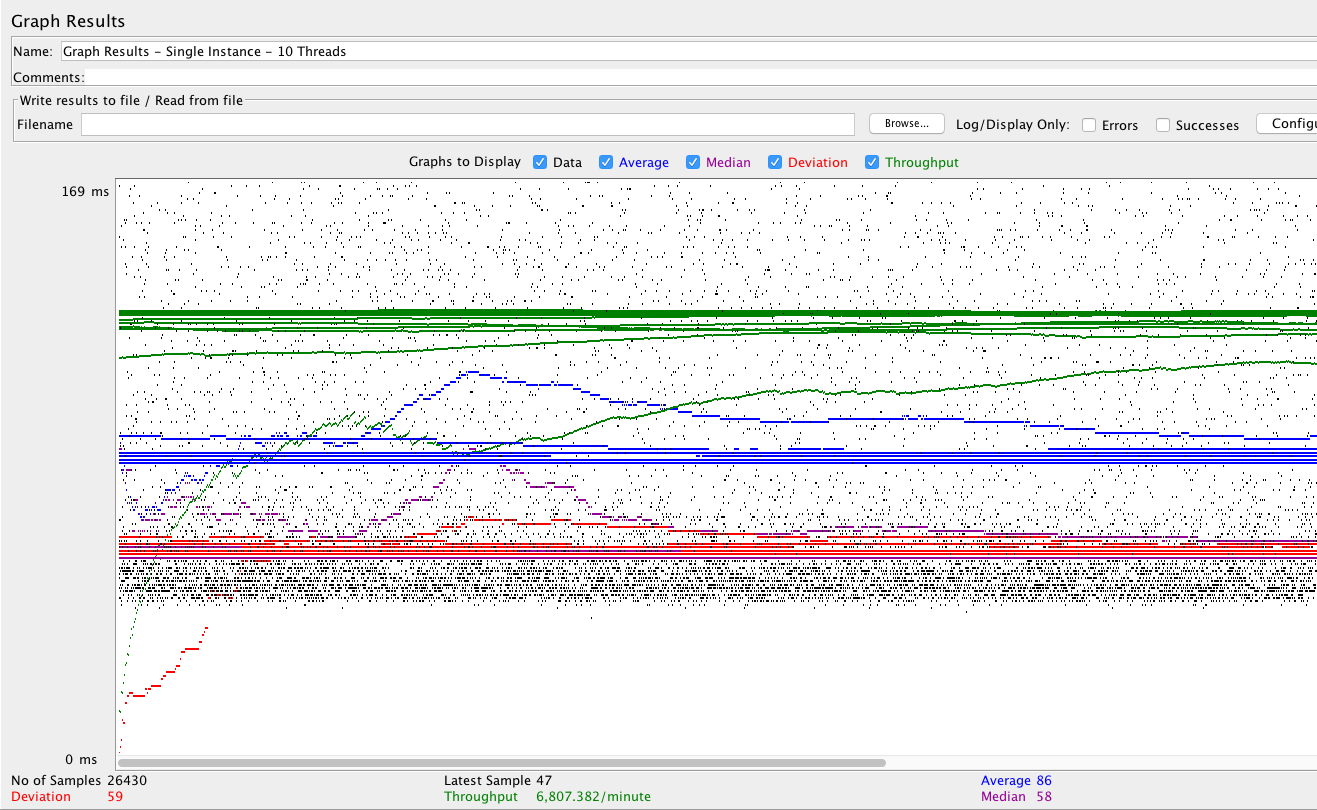 Graph Results
Name: Graph Results - Single Instance - 10 Threads
Comments:
Write results to file / Read from file
Filename Browse... Log/Display Only: Errors Successes
Graphs to Display Data Average Median Deviation Throughput
169 ms
0 ms
No of Samples 26430 Latest Sample 47 Average 86
Deviation 59 Throughput 6,807.382/minute Median 58